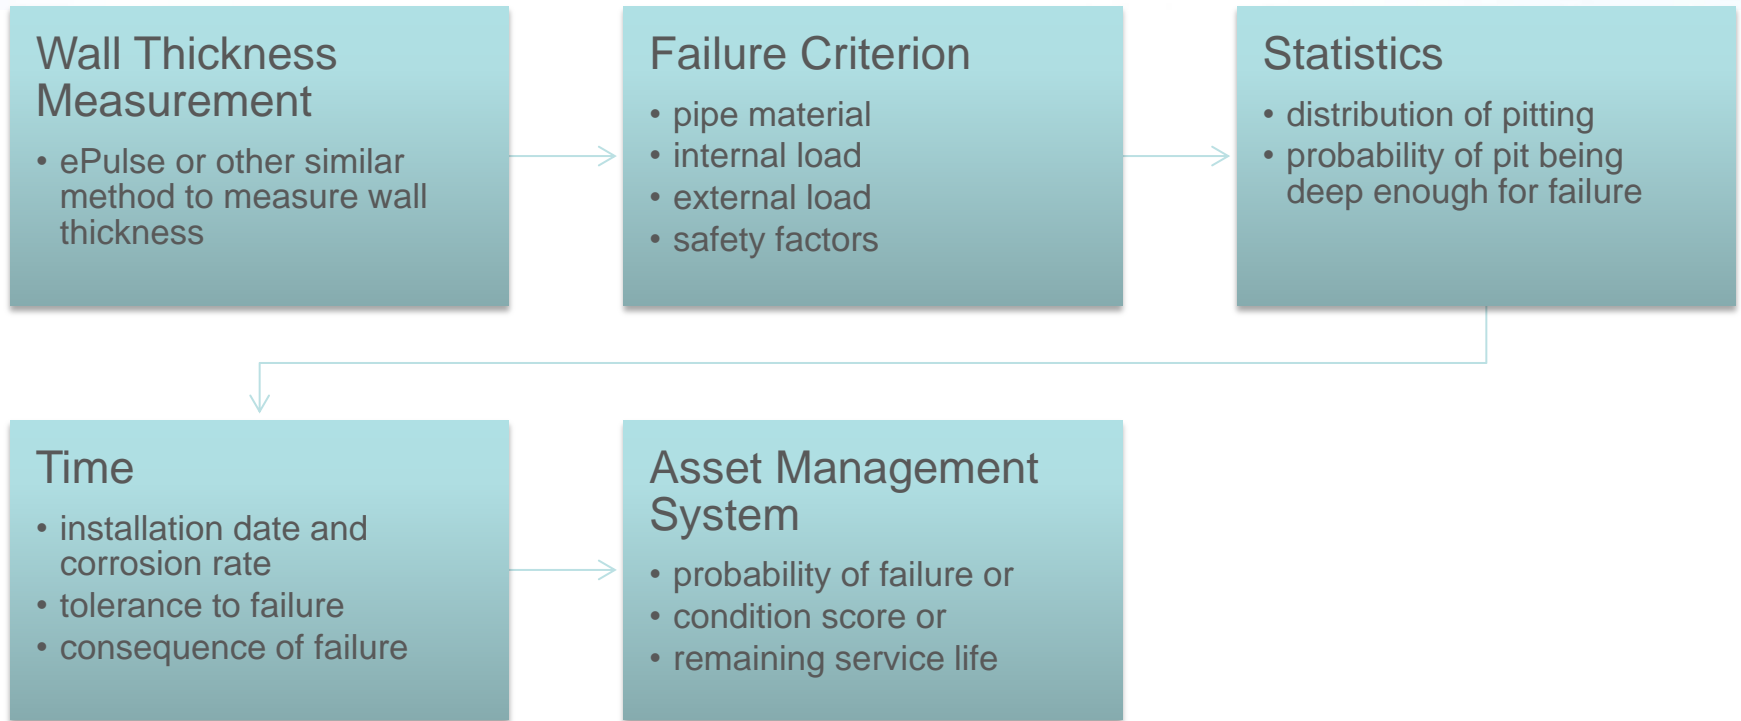 Wall Thickness
Measurement
• ePulse or other similar
method to measure wall
thickness
Failure Criterion
• pipe material
• internal load
• external load
• safety factors
Statistics
• distribution of pitting
• probability of pit being
deep enough for failure
Time
• installation date and
corrosion rate
• tolerance to failure
• consequence of failure
Asset Management
System
• probability of failure or
• condition score or
• remaining service life